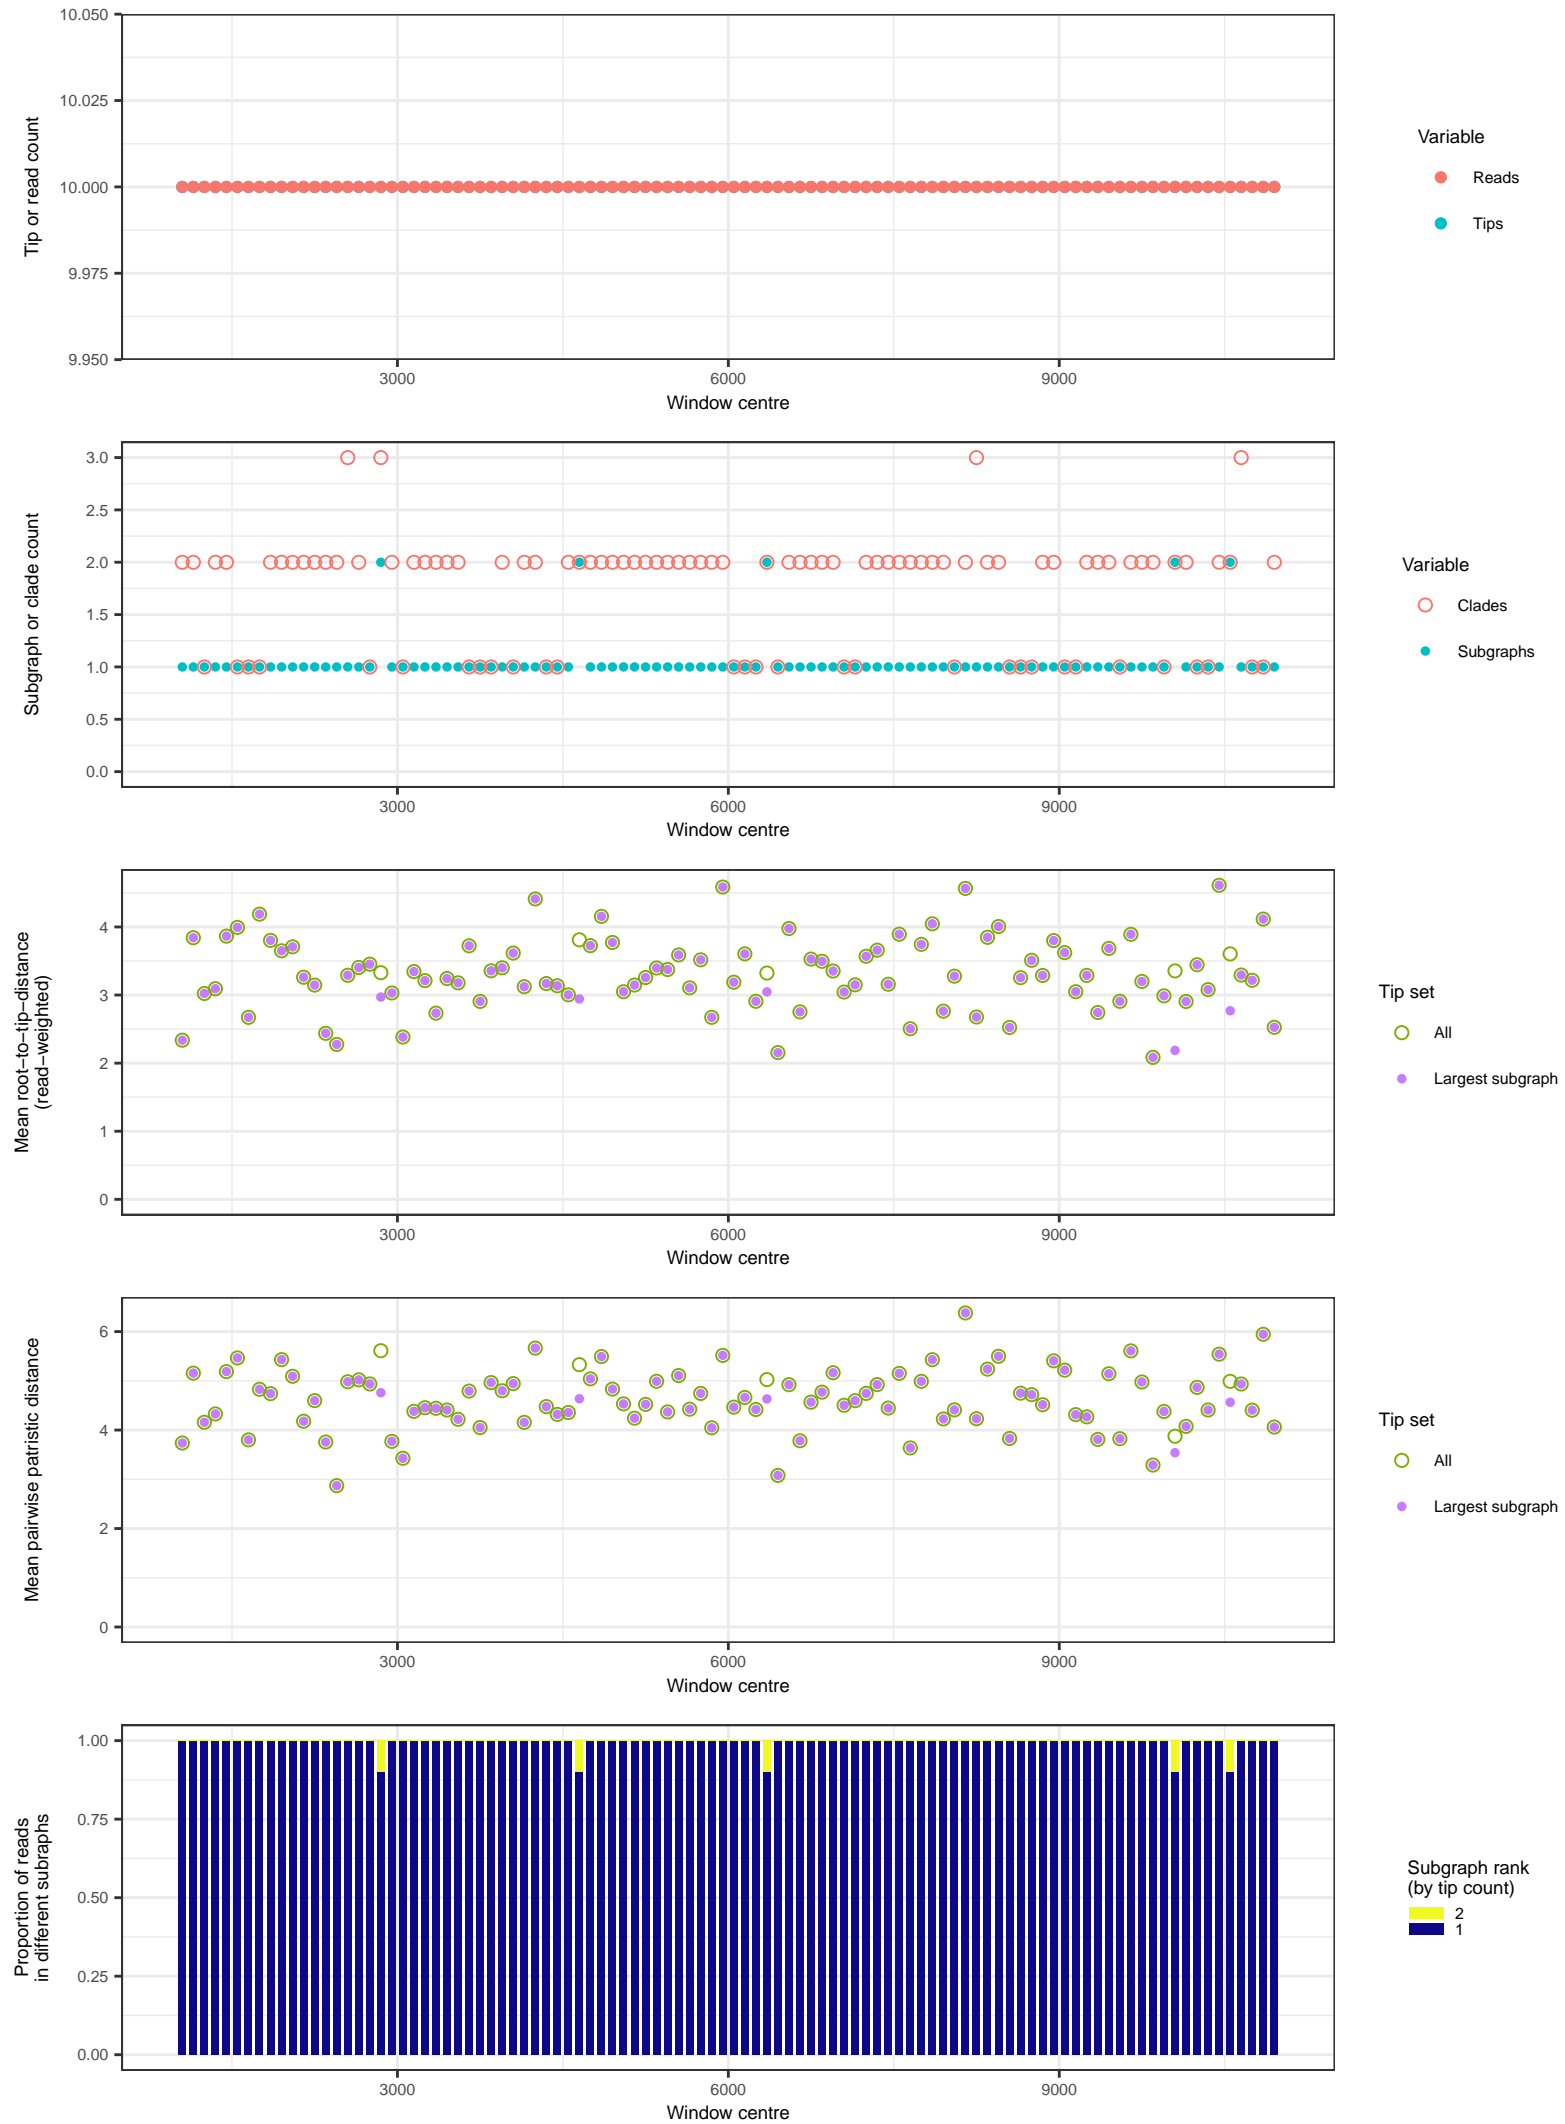 10.050
10.025
10.000
9.975
9.950
Tip or read count
3000
6000
9000
Window centre
Variable
Reads
Tips
3.0
2.5
2.0
1.5
1.0
0.5
0.0
Subgraph or clade count
3000
6000
9000
Window centre
Variable
Clades
Subgraphs
4
3
2
1
0
Mean root−to−tip−distance
(read−weighted)
3000
6000
9000
Window centre
Tip set
All
Largest subgraph
6
4
2
0
Mean pairwise patristic distance
3000
6000
9000
Window centre
Tip set
All
Largest subgraph
1.00
0.75
0.50
0.25
0.00
Proportion of reads
in different subraphs
3000
6000
9000
Window centre
Subgraph rank
(by tip count)
2
1